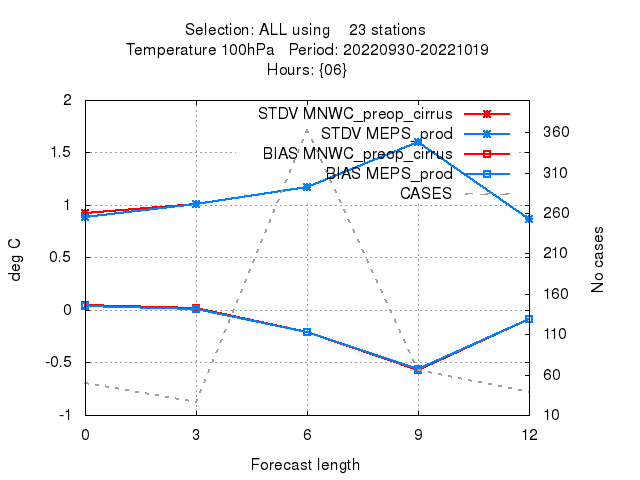 Selection: ALL using    23 stations
Temperature 100hPa   Period: 20220930-20221019
Hours: {06}
STDV MNWC_preop_cirrus
STDV MEPS_prod
BIAS MNWC_preop_cirrus
BIAS MEPS_prod
CASES
2
1.5
1
0.5
0
-0.5
-1
deg C
360
310
260
210
160
110
60
10
No cases
0 3 6 9 12
Forecast length